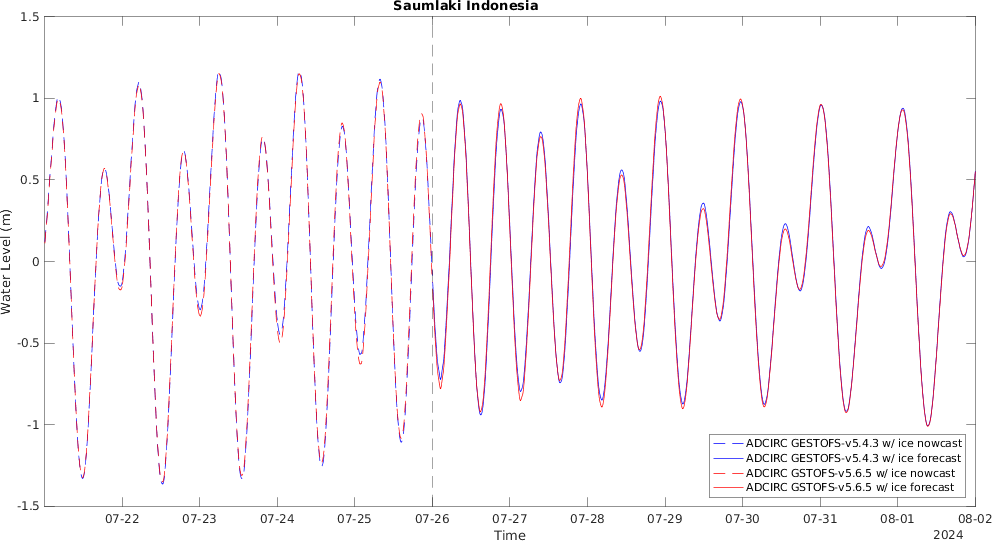 Saumlaki Indonesia
1.5
1
0.5
0
-0.5
-1
-1.5
Water Level (m)
07-22 07-23 07-24 07-25 07-26 07-27 07-28 07-29 07-30 07-31 08-01 08-02
Time
2024
ADCIRC GESTOFS-v5.4.3 w/ ice nowcast
ADCIRC GESTOFS-v5.4.3 w/ ice forecast
ADCIRC GSTOFS-v5.6.5 w/ ice nowcast
ADCIRC GSTOFS-v5.6.5 w/ ice forecast